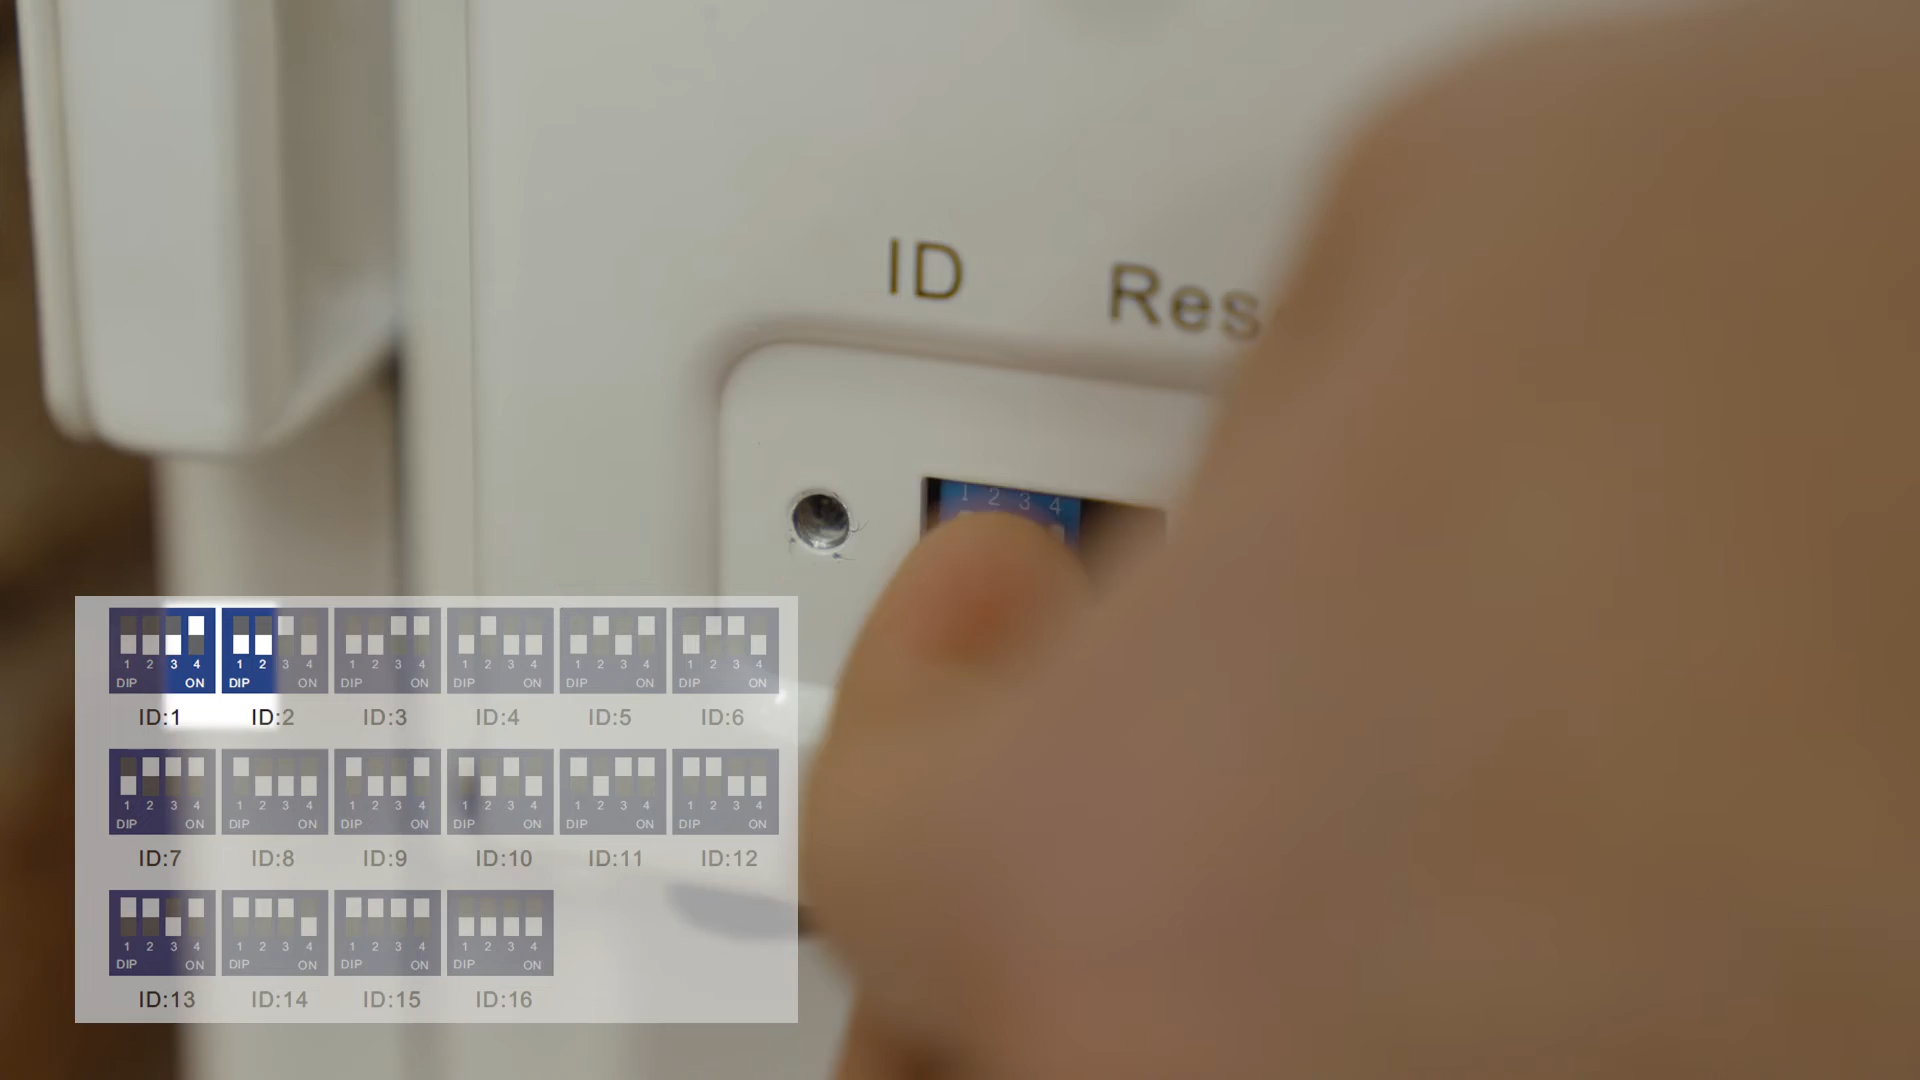 ID Res
1 2 3 4
1 2 3 4 1 2 3 4 1 2 3 4 1 2 3 4 1 2 3 4 1 2 3 4
DIP ON DIP ON DIP ON DIP ON DIP ON DIP ON
ID:1 ID:2 ID:3 ID:4 ID:5 ID:6
1 2 3 4 1 2 3 4 1 2 3 4 1 2 3 4 1 2 3 4 1 2 3 4
DIP ON DIP ON DIP ON DIP ON DIP ON DIP ON
ID:7 ID:8 ID:9 ID:10 ID:11 ID:12
1 2 3 4 1 2 3 4 1 2 3 4 1 2 3 4
DIP ON DIP ON DIP ON DIP ON
ID:13 ID:14 ID:15 ID:16